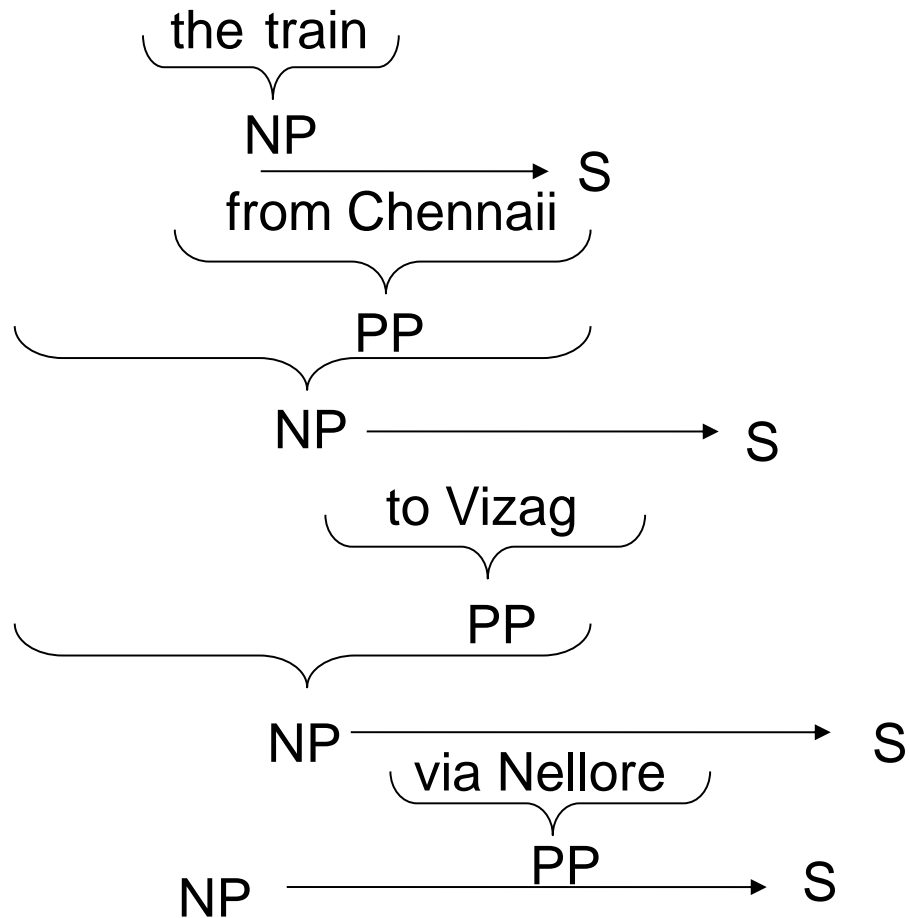 the train
NP
S
from Chennaii
PP
NP
S
to Vizag
PP
NP
S
via Nellore
PP
NP
S